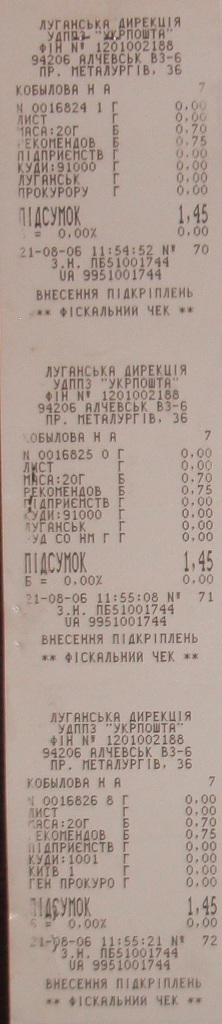 ЛУГАНСЬКА ДИРЕКЦІЯ
УДППЗ "УКРПОШТА"
ФІН № 1201002188
94206 АЛЧЕВСЬК ВЗ-6
ПР. МЕТАЛУРГІВ, 36
КОБЫЛОВА Н А 7
N 0016824 1 Г 0,00
ЛИСТ Г 0,00
МАСА:20Г Б 0,70
РЕКОМЕНДОВ Б 0,75
ПІДПРИЄМСТВ Г 0,00
КУДИ:91000 Г 0,00
ЛУГАНСЬК Г 0,00
ПРОКУРОРУ Г 0,00
ПІДСУМОК 1,45
Б = 0.00% 0,00
21-08-06 11:54:52 № 70
З.Н. ПБ51001744
UA 9951001744
ВНЕСЕННЯ ПІДКРІПЛЕНЬ
** ФІСКАЛЬНИЙ ЧЕК **
ЛУГАНСЬКА ДИРЕКЦІЯ
УДППЗ "УКРПОШТА"
ФІН № 1201002188
94206 АЛЧЕВСЬК ВЗ-6
ПР. МЕТАЛУРГІВ, 36
КОБЫЛОВА Н А 7
N 0016825 0 Г 0,00
ЛИСТ Г 0,00
МАСА:20Г Б 0,70
РЕКОМЕНДОВ Б 0,75
ПІДПРИЄМСТВ Г 0,00
КУДИ:91000 Г 0,00
ЛУГАНСЬК Г 0,00
СУД СО НМ Г Г 0,00
ПІДСУМОК 1,45
Б = 0.00% 0,00
21-08-06 11:55:08 № 71
З.Н. ПБ51001744
UA 9951001744
ВНЕСЕННЯ ПІДКРІПЛЕНЬ
** ФІСКАЛЬНИЙ ЧЕК **
ЛУГАНСЬКА ДИРЕКЦІЯ
УДППЗ "УКРПОШТА"
ФІН № 1201002188
94206 АЛЧЕВСЬК ВЗ-6
ПР. МЕТАЛУРГІВ, 36
КОБЫЛОВА Н А 7
N 0016826 8 Г 0,00
ЛИСТ Г 0,00
МАСА:20Г Б 0,70
РЕКОМЕНДОВ Б 0,75
ПІДПРИЄМСТВ Г 0,00
КУДИ:1001 Г 0,00
КИЇВ 1 Г 0,00
ГЕН ПРОКУРО Г 0,00
ПІДСУМОК 1,45
Б = 0.00% 0,00
21-08-06 11:55:21 № 72
З.Н. ПБ51001744
UA 9951001744
ВНЕСЕННЯ ПІДКРІПЛЕНЬ
** ФІСКАЛЬНИЙ ЧЕК **